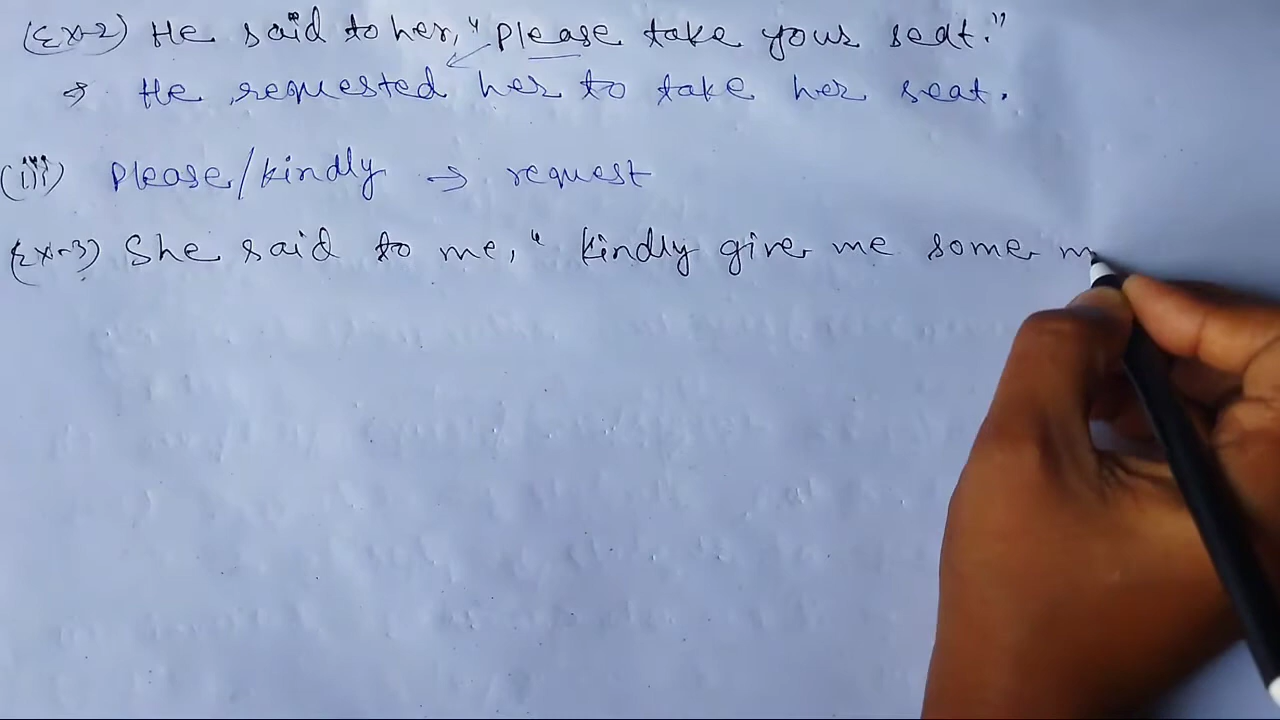 (Ex-2) He said to her, "please take your seat."
→ He requested her to take her seat.
(iii) Please/kindly → request
(Ex-3) She said to me, " kindly give me some m